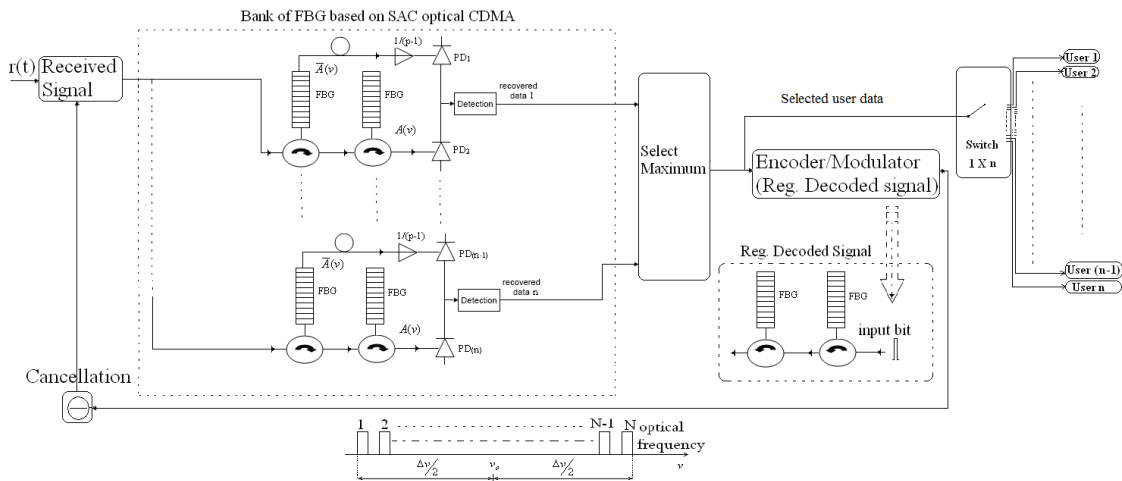 Bank of FBG based on SAC optical CDMA
r(t)
Received
Signal
A̅(v)
FBG
FBG
A(v)
1/(p-1)
PD1
PD2
Detection
recovered
data 1
A̅(v)
FBG
FBG
A(v)
1/(p-1)
PD(n-1)
PD(n)
Detection
recovered
data n
Select
Maximum
Selected user data
Encoder/Modulator
(Reg. Decoded signal)
Switch
1 X n
User 1
User 2
User (n-1)
User n
Reg. Decoded Signal
FBG
FBG
input bit
Cancellation
1
2
N-1
N
optical
frequency
Δv/2
vo
Δv/2
v